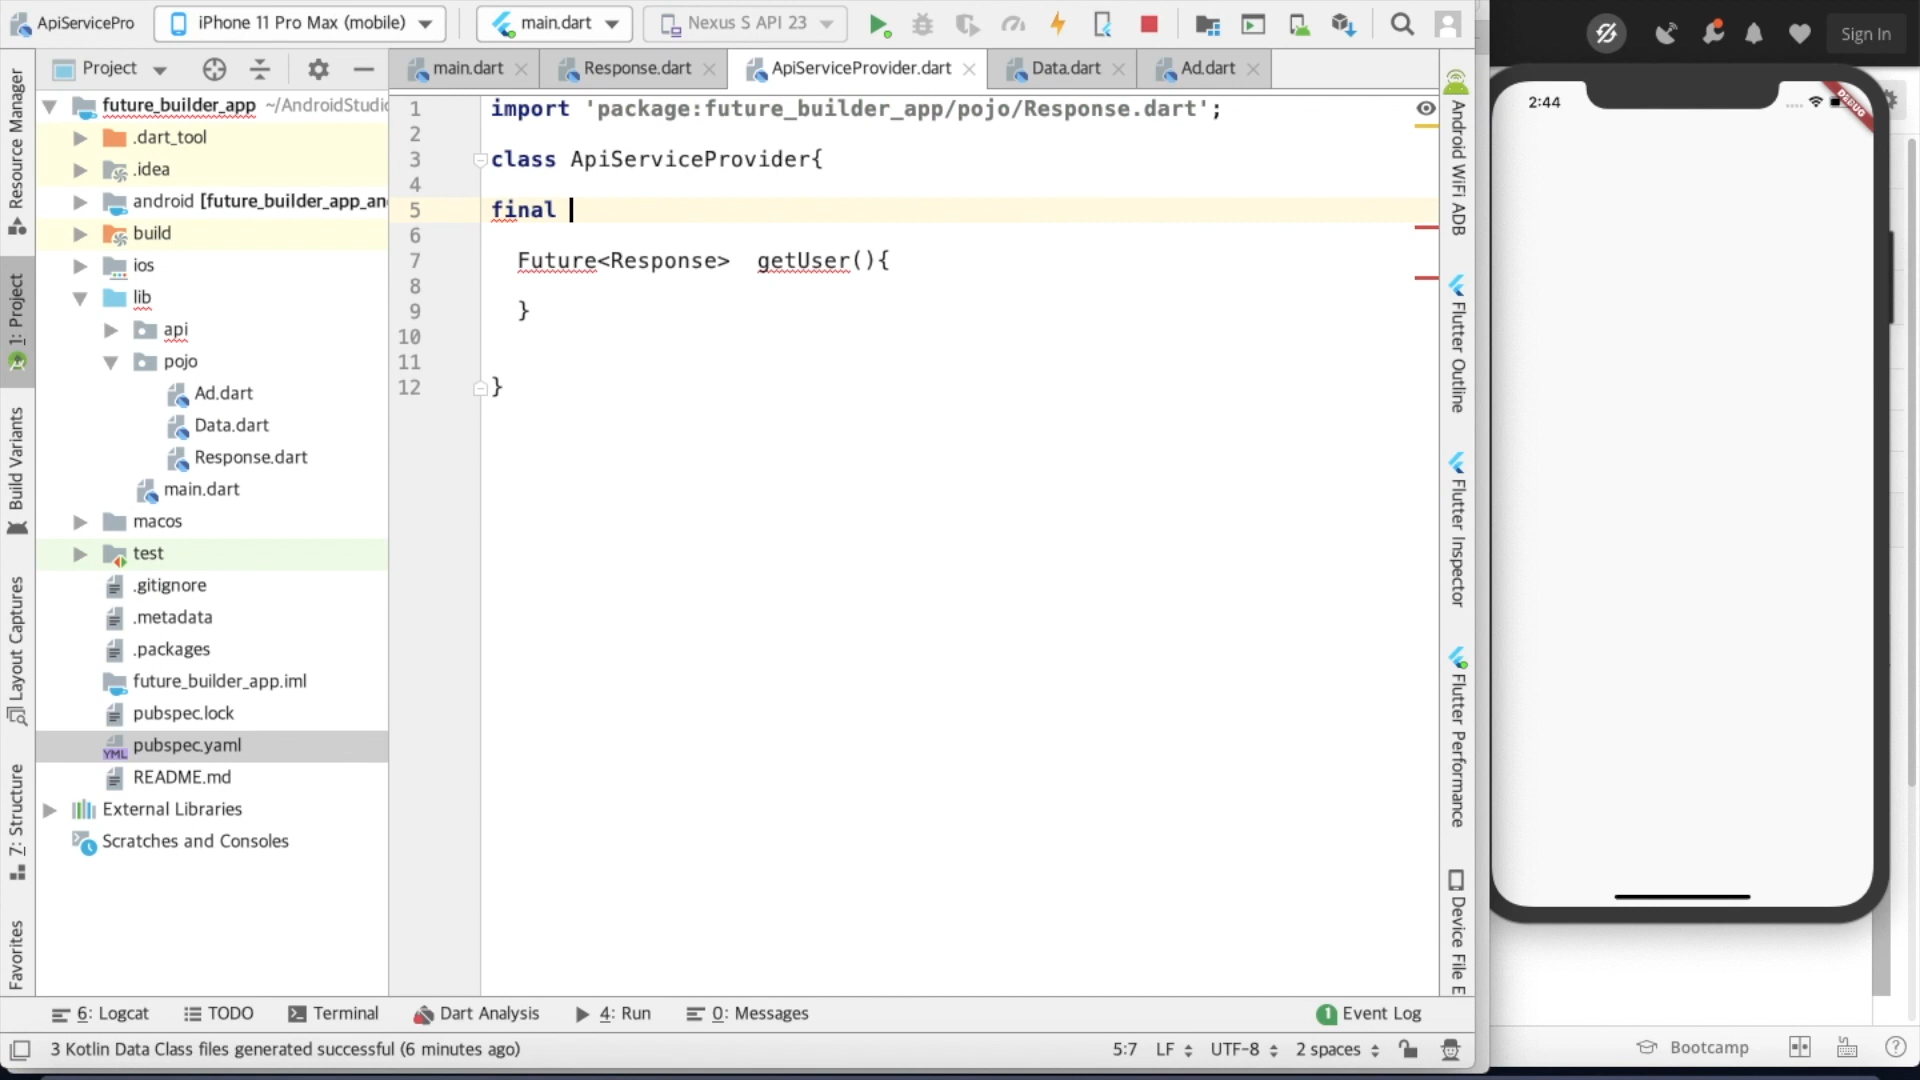 ApiServicePro
iPhone 11 Pro Max (mobile)
main.dart
Nexus S API 23
Sign In
Project
main.dart
Response.dart
ApiServiceProvider.dart
Data.dart
Ad.dart
Resource Manager
1: Project
Build Variants
Layout Captures
7: Structure
Favorites
future_builder_app ~/AndroidStudio
.dart_tool
.idea
android [future_builder_app_an
build
ios
lib
api
pojo
Ad.dart
Data.dart
Response.dart
main.dart
macos
test
.gitignore
.metadata
.packages
future_builder_app.iml
pubspec.lock
YML pubspec.yaml
README.md
External Libraries
Scratches and Consoles
1 import 'package:future_builder_app/pojo/Response.dart';
2
3 class ApiServiceProvider{
4
5 final
6
7 Future<Response>  getUser(){
8
9 }
10
11
12 }
Android WiFi ADB
Flutter Outline
Flutter Inspector
Flutter Performance
Device File E
2:44
DEBUG
6: Logcat
TODO
Terminal
Dart Analysis
4: Run
0: Messages
1 Event Log
3 Kotlin Data Class files generated successful (6 minutes ago)
5:7
LF
UTF-8
2 spaces
Bootcamp